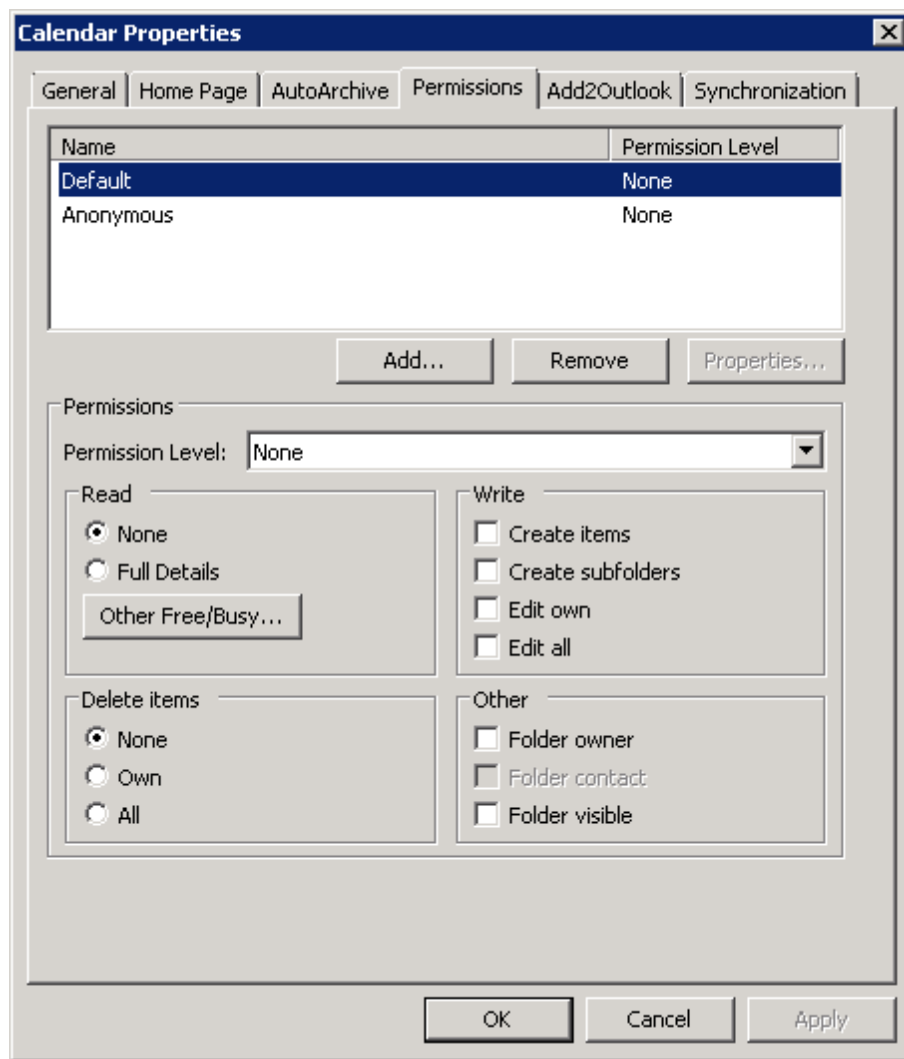 Calendar Properties
General Home Page AutoArchive Permissions Add2Outlook Synchronization
Name Permission Level
Default None
Anonymous None
Add... Remove Properties...
Permissions
Permission Level: None
Read
None
Full Details
Other Free/Busy...
Write
Create items
Create subfolders
Edit own
Edit all
Delete items
None
Own
All
Other
Folder owner
Folder contact
Folder visible
OK Cancel Apply